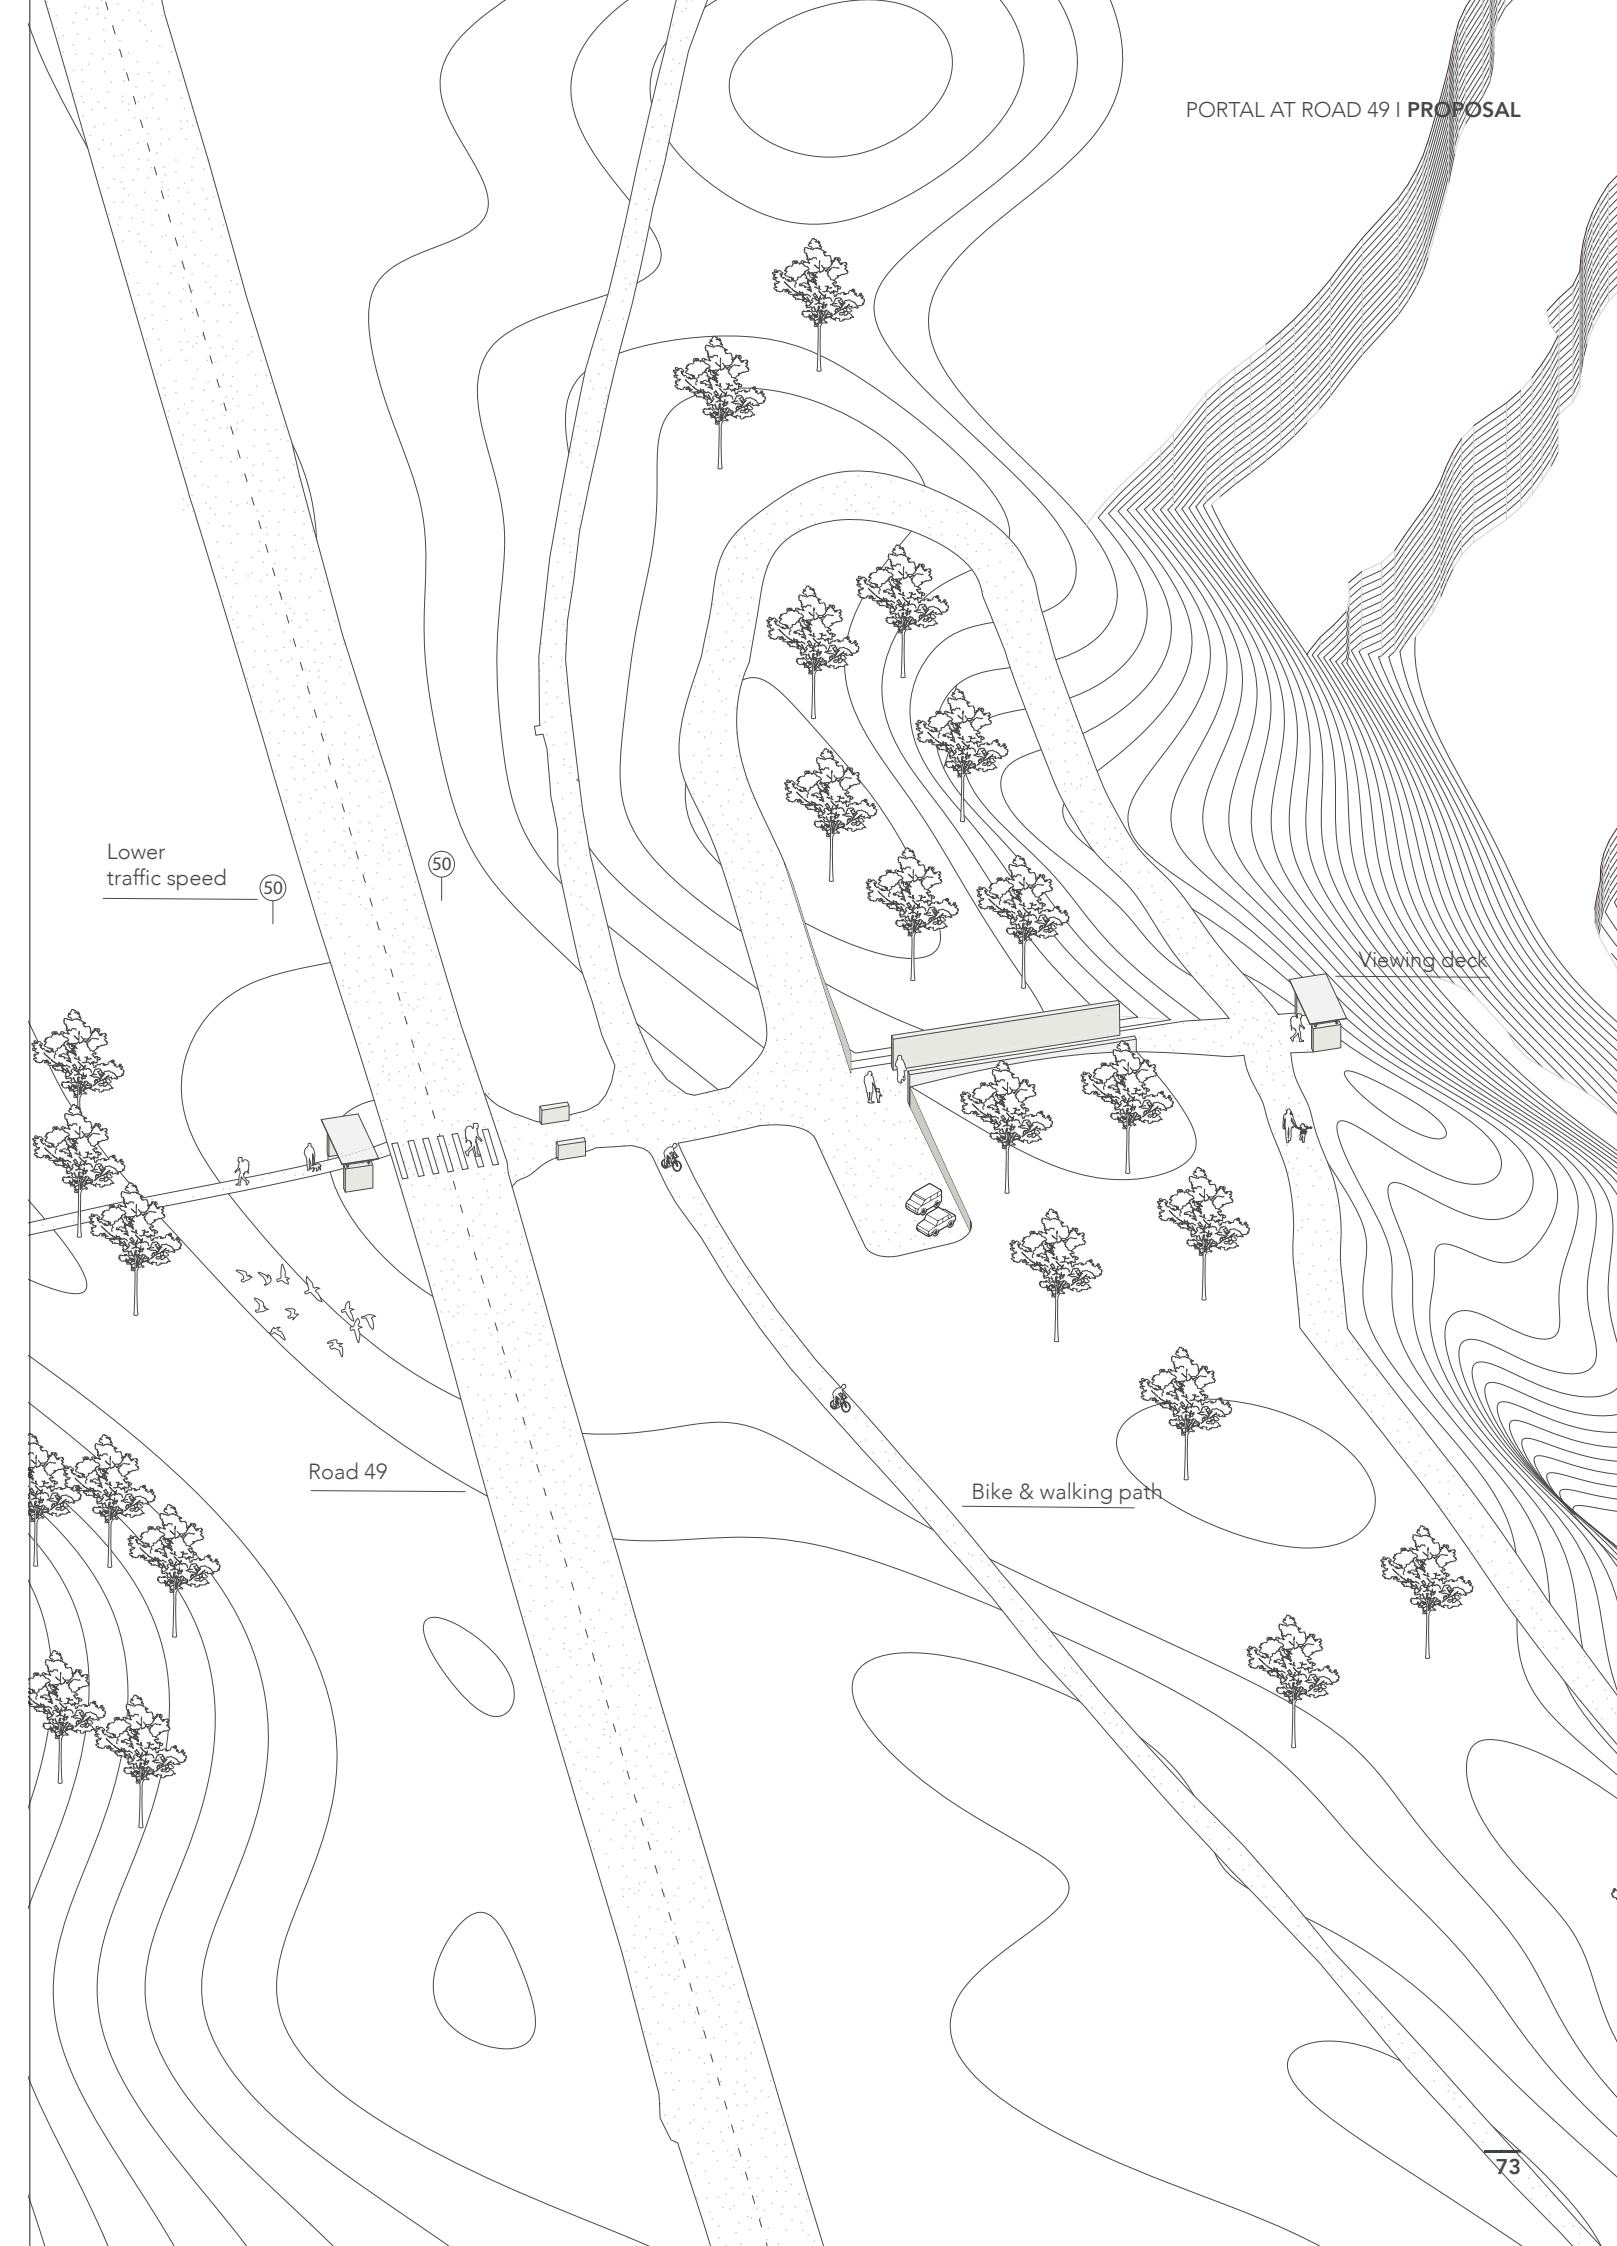 PORTAL AT ROAD 49 I PROPOSAL
Lower
traffic speed
50
50
Viewing deck
Road 49
Bike & walking path
73